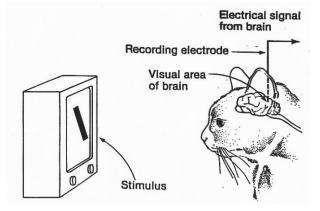 Electrical signal
from brain
Recording electrode
Visual area
of brain
Stimulus